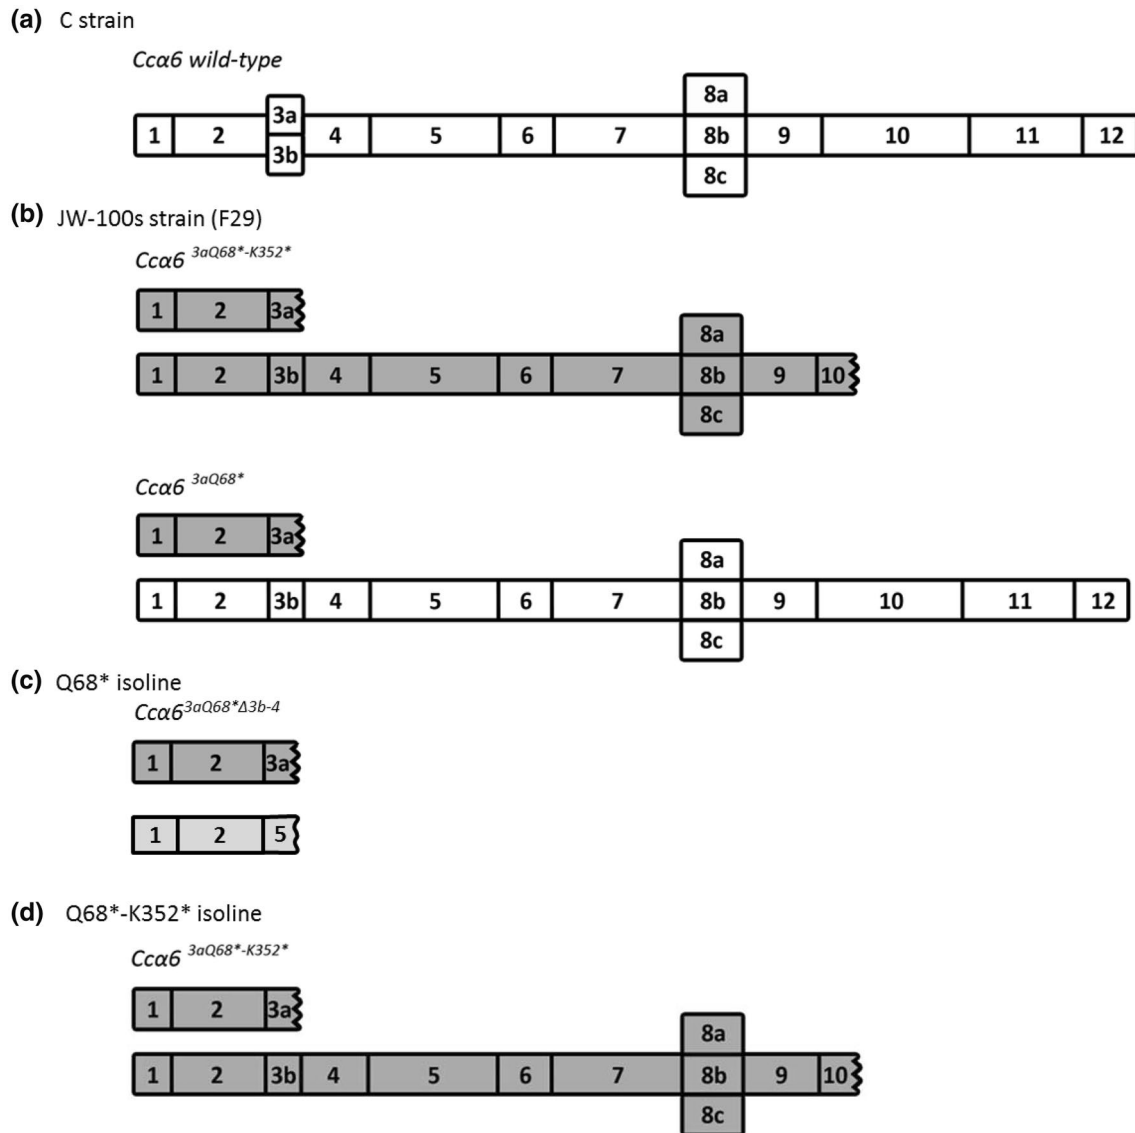 (a) C strain
Ccα6 wild-type
8a
3a
1 2 4 5 6 7 8b 9 10 11 12
3b
8c
(b) JW-100s strain (F29)
Ccα6 3aQ68*-K352*
1 2 3a
8a
1 2 3b 4 5 6 7 8b 9 10
8c
Ccα6 3aQ68*
1 2 3a
8a
1 2 3b 4 5 6 7 8b 9 10 11 12
8c
(c) Q68* isoline
Ccα63aQ68*Δ3b-4
1 2 3a
1 2 5
(d) Q68*-K352* isoline
Ccα6 3aQ68*-K352*
1 2 3a
8a
1 2 3b 4 5 6 7 8b 9 10
8c